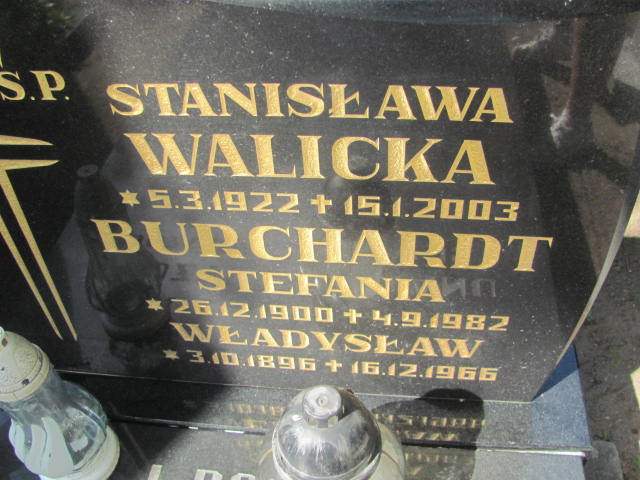 Ś.P.
STANISŁAWA
WALICKA
* 5.3.1922 + 15.1.2003
BURCHARDT
STEFANIA
* 26.12.1900 + 4.9.1982
WŁADYSŁAW
* 3.10.1896 + 16.12.1966